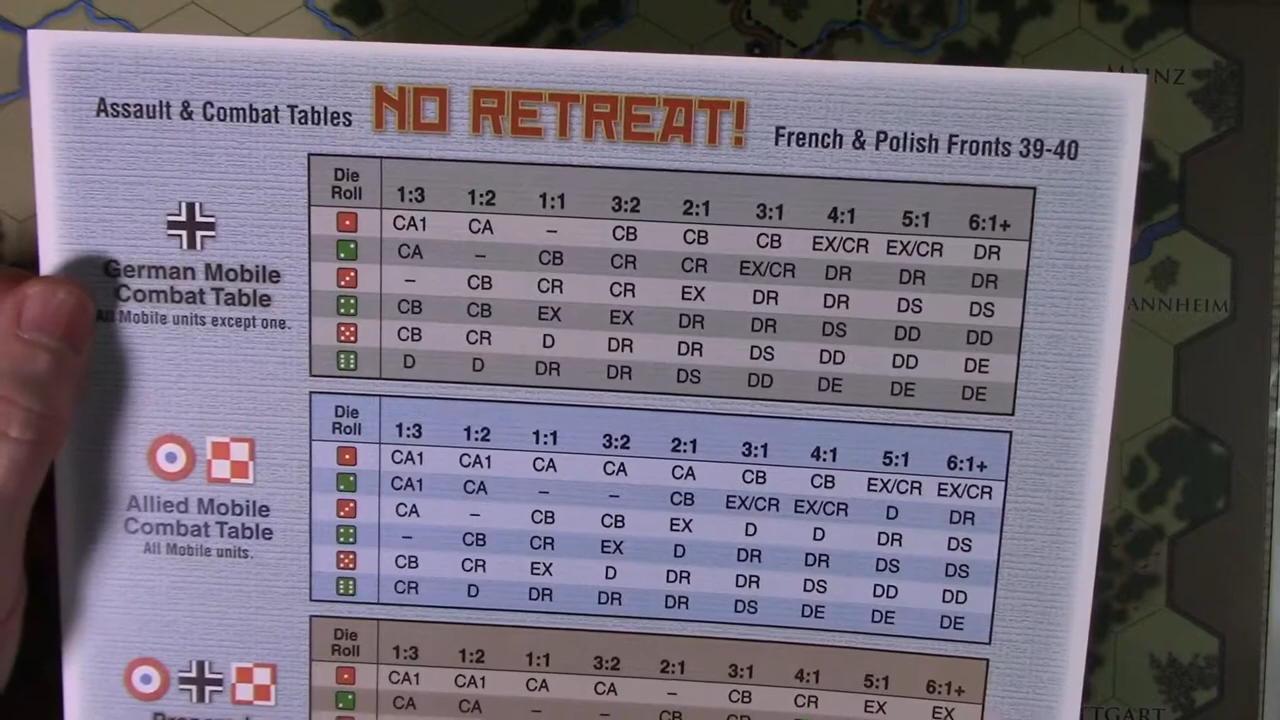 MAINZ
Assault & Combat Tables NO RETREAT! French & Polish Fronts 39-40
Die Roll 1:3 1:2 1:1 3:2 2:1 3:1 4:1 5:1 6:1+
CA1 CA – CB CB CB EX/CR EX/CR DR
CA – CB CR CR EX/CR DR DR DR
– CB CR CR EX DR DR DS DS
CB CB EX EX DR DR DS DD DD
CB CR D DR DR DS DD DD DE
D D DR DR DS DD DE DE DE
German Mobile
Combat Table
All Mobile units except one.
ANNHEIM
Die Roll 1:3 1:2 1:1 3:2 2:1 3:1 4:1 5:1 6:1+
CA1 CA1 CA CA CA CB CB EX/CR EX/CR
CA1 CA – – CB EX/CR EX/CR D DR
CA – CB CB EX D D DR DS
– CB CR EX D DR DR DS DS
CB CR EX D DR DR DS DD DD
CR D DR DR DR DS DE DE DE
Allied Mobile
Combat Table
All Mobile units.
Die Roll 1:3 1:2 1:1 3:2 2:1 3:1 4:1 5:1 6:1+
CA1 CA1 CA CA – CB CR EX EX
CA CA – – CB
TTGART